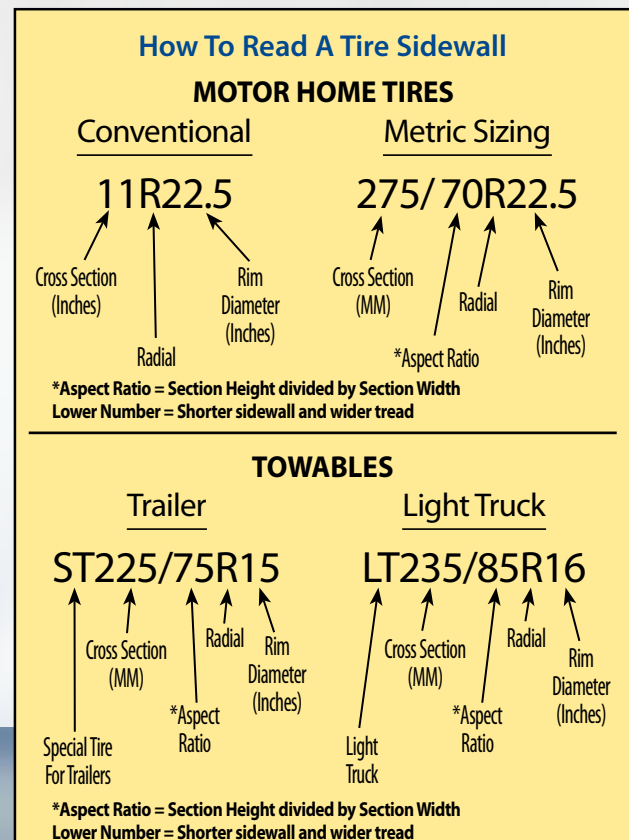 How To Read A Tire Sidewall
MOTOR HOME TIRES
Conventional
11R22.5
Cross Section
(Inches)
Radial
Rim
Diameter
(Inches)
Metric Sizing
275/70R22.5
Cross Section
(MM)
*Aspect Ratio
Radial
Rim
Diameter
(Inches)
*Aspect Ratio = Section Height divided by Section Width
Lower Number = Shorter sidewall and wider tread
TOWABLES
Trailer
ST225/75R15
Special Tire
For Trailers
Cross Section
(MM)
*Aspect
Ratio
Radial
Rim
Diameter
(Inches)
Light Truck
LT235/85R16
Light
Truck
Cross Section
(MM)
*Aspect
Ratio
Radial
Rim
Diameter
(Inches)
*Aspect Ratio = Section Height divided by Section Width
Lower Number = Shorter sidewall and wider tread